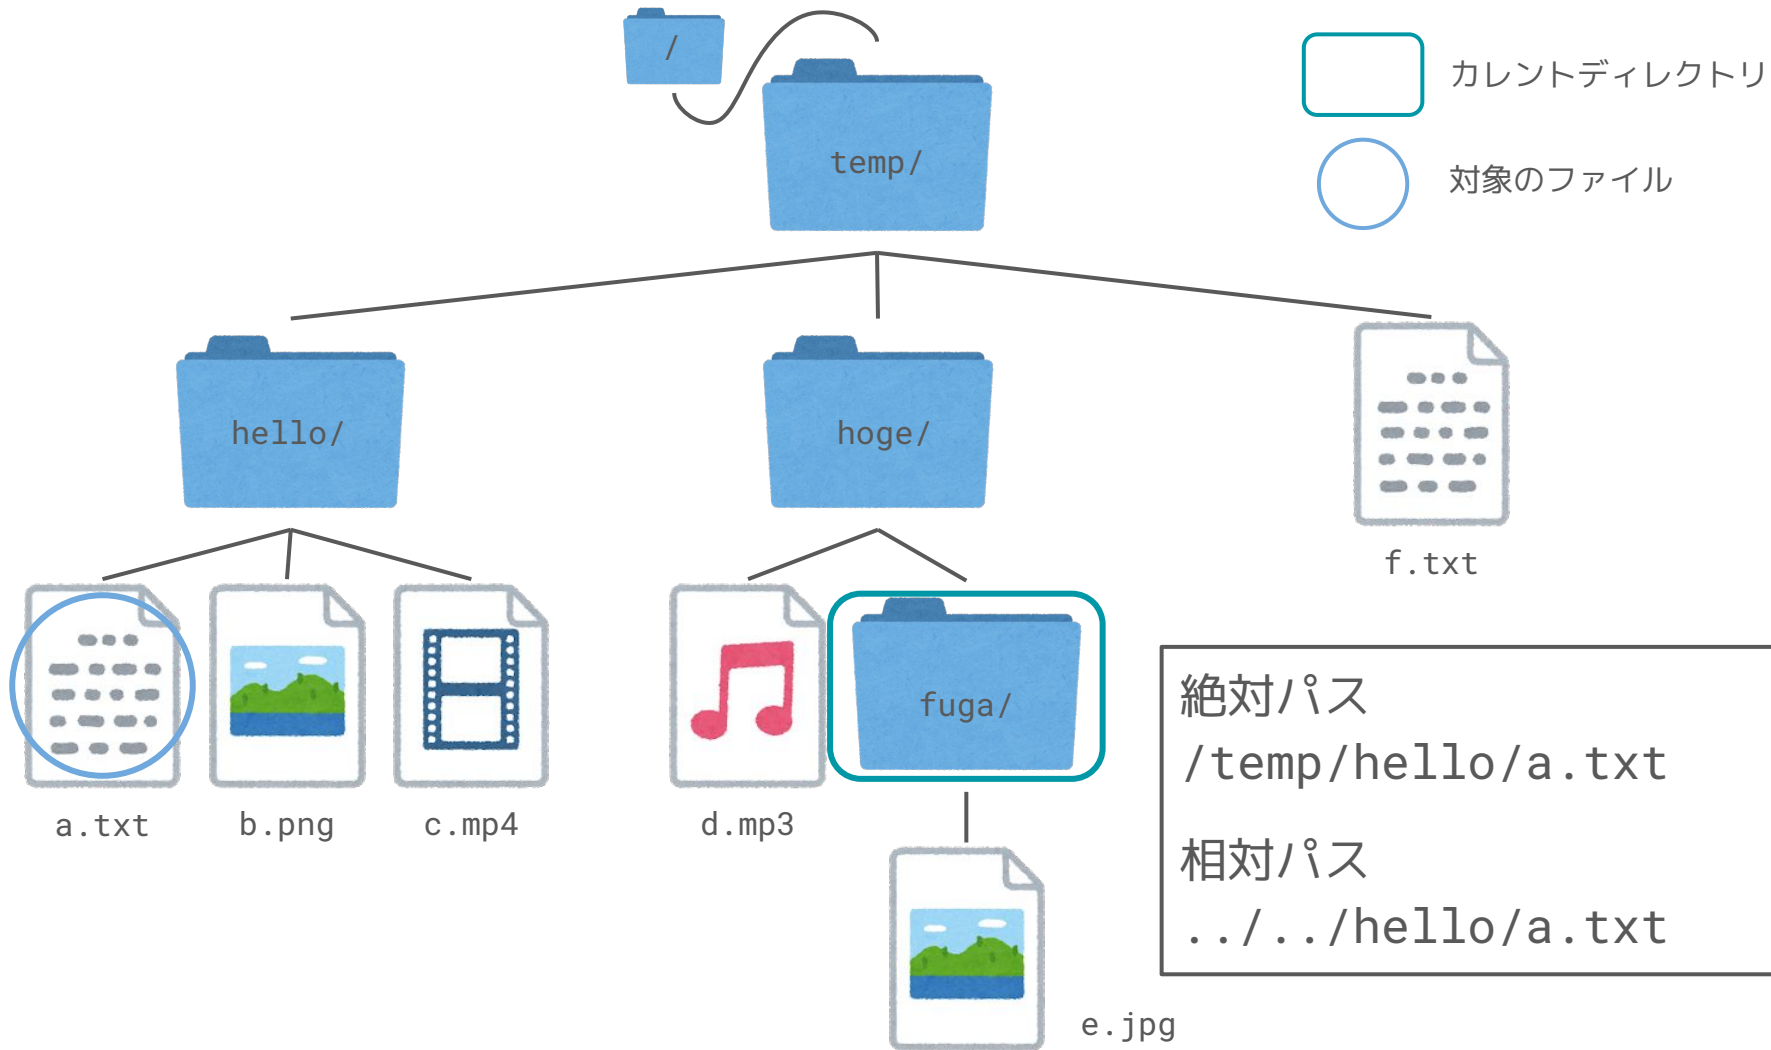 /
カレントディレクトリ
temp/
対象のファイル
hello/
hoge/
f.txt
fuga/
a.txt
b.png
c.mp4
d.mp3
e.jpg
絶対パス
/temp/hello/a.txt
相対パス
../../hello/a.txt